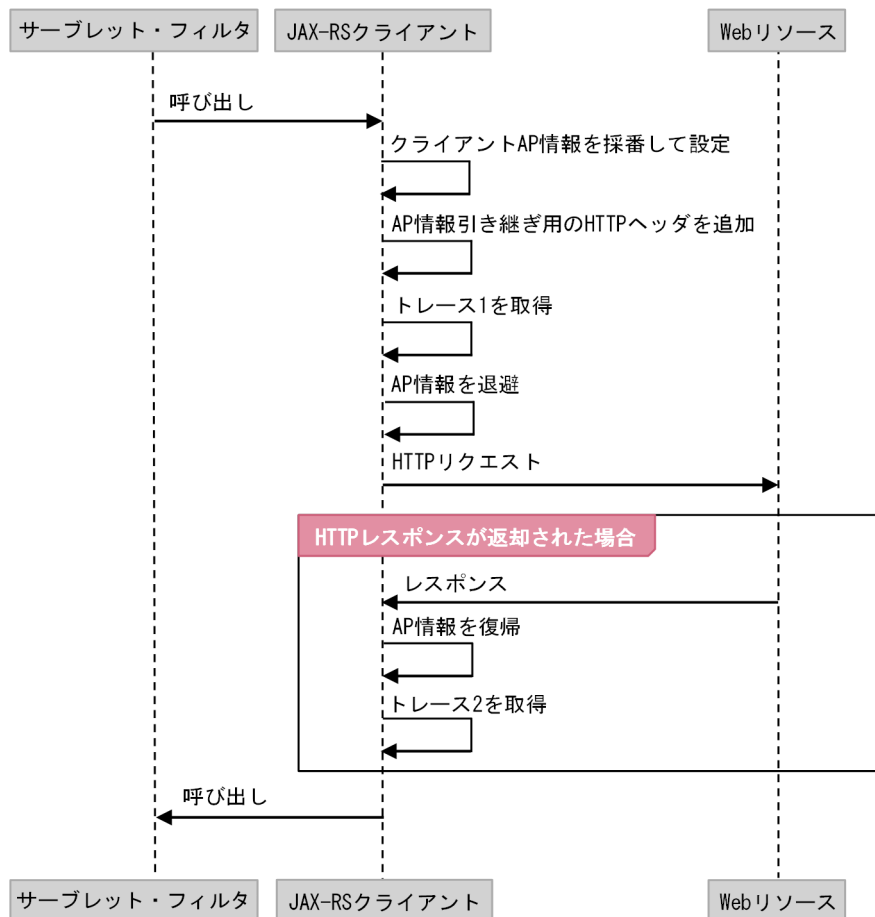 サーブレット・フィルタ
JAX-RSクライアント
Webリソース
呼び出し
クライアントAP情報を採番して設定
AP情報引き継ぎ用のHTTPヘッダを追加
トレース1を取得
AP情報を退避
HTTPリクエスト
HTTPレスポンスが返却された場合
レスポンス
AP情報を復帰
トレース2を取得
呼び出し
サーブレット・フィルタ
JAX-RSクライアント
Webリソース